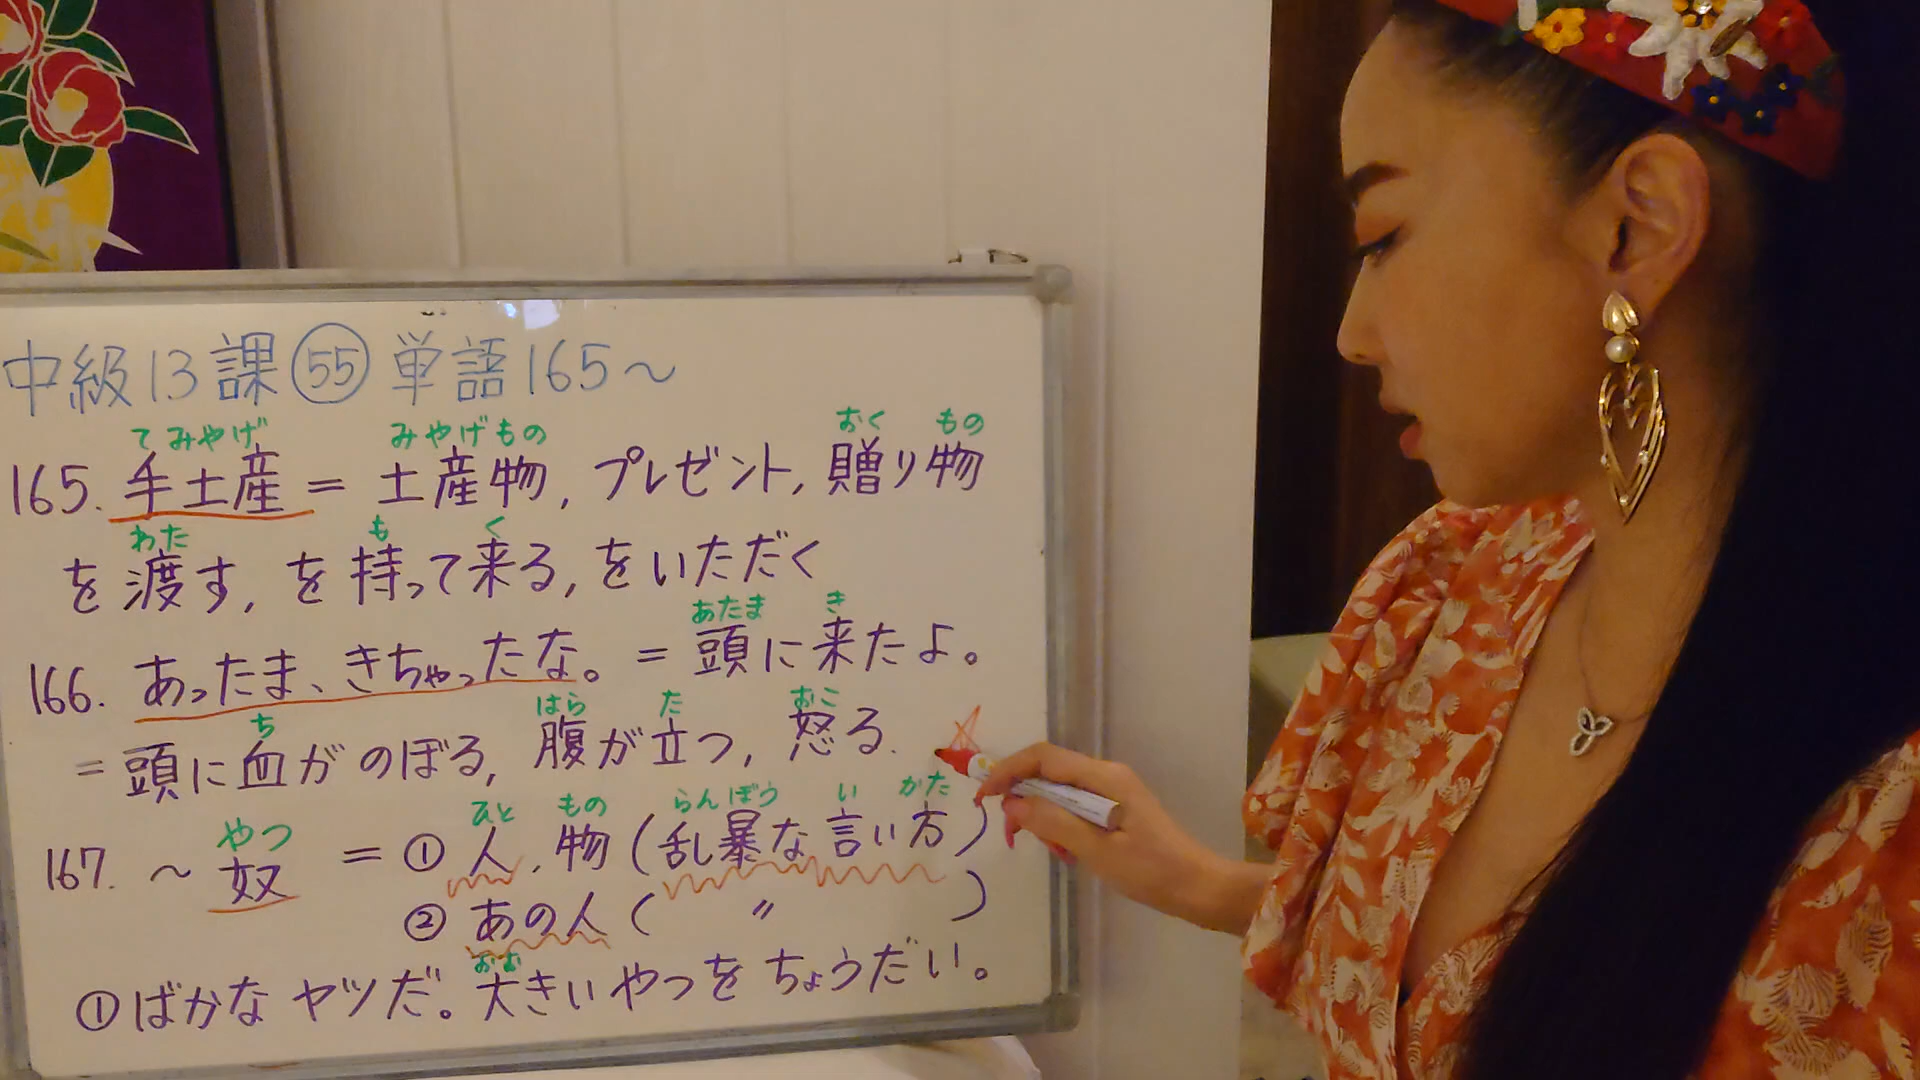 中級13課 55 単語165～
てみやげ みやげもの おく もの
165. 手土産 = 土産物, プレゼント, 贈り物
わた も く
を渡す, を持って来る, をいただく
あたま き
166. あったま、きちゃったな。 = 頭に来たよ。
ち はら た おこ
= 頭に血がのぼる, 腹が立つ, 怒る.
やつ ひと もの らんぼう い かた
167. ～奴 = ① 人, 物 (乱暴な言い方)
② あの人 ( 〃 )
おお
①ばかなヤツだ。大きいやつをちょうだい。